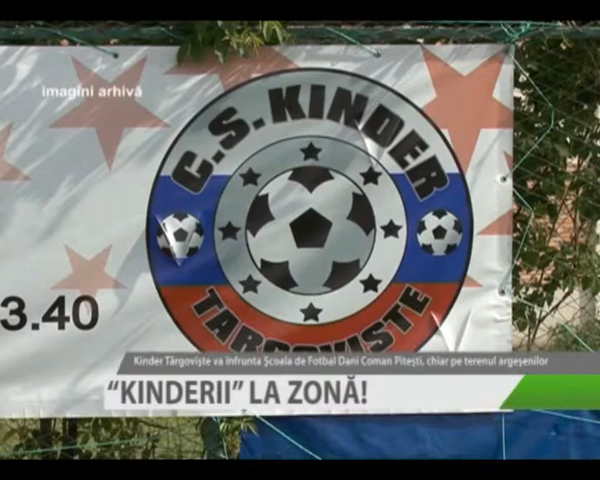 imagini arhivă
C.S. KINDER
TARGOVISTE
3.40
Kinder Târgoviște va înfrunta Școala de Fotbal Dani Coman Pitești, chiar pe terenul argeșenilor
“KINDERII” LA ZONĂ!